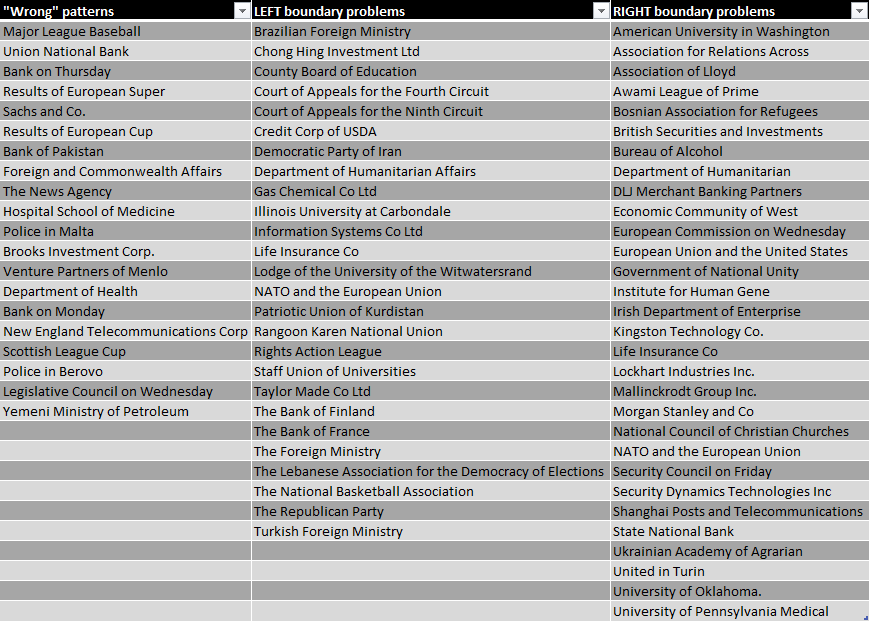 "Wrong" patterns LEFT boundary problems RIGHT boundary problems
Major League Baseball Brazilian Foreign Ministry American University in Washington
Union National Bank Chong Hing Investment Ltd Association for Relations Across
Bank on Thursday County Board of Education Association of Lloyd
Results of European Super Court of Appeals for the Fourth Circuit Awami League of Prime
Sachs and Co. Court of Appeals for the Ninth Circuit Bosnian Association for Refugees
Results of European Cup Credit Corp of USDA British Securities and Investments
Bank of Pakistan Democratic Party of Iran Bureau of Alcohol
Foreign and Commonwealth Affairs Department of Humanitarian Affairs Department of Humanitarian
The News Agency Gas Chemical Co Ltd DLJ Merchant Banking Partners
Hospital School of Medicine Illinois University at Carbondale Economic Community of West
Police in Malta Information Systems Co Ltd European Commission on Wednesday
Brooks Investment Corp. Life Insurance Co European Union and the United States
Venture Partners of Menlo Lodge of the University of the Witwatersrand Government of National Unity
Department of Health NATO and the European Union Institute for Human Gene
Bank on Monday Patriotic Union of Kurdistan Irish Department of Enterprise
New England Telecommunications Corp Rangoon Karen National Union Kingston Technology Co.
Scottish League Cup Rights Action League Life Insurance Co
Police in Berovo Staff Union of Universities Lockhart Industries Inc.
Legislative Council on Wednesday Taylor Made Co Ltd Mallinckrodt Group Inc.
Yemeni Ministry of Petroleum The Bank of Finland Morgan Stanley and Co
The Bank of France National Council of Christian Churches
The Foreign Ministry NATO and the European Union
The Lebanese Association for the Democracy of Elections Security Council on Friday
The National Basketball Association Security Dynamics Technologies Inc
The Republican Party Shanghai Posts and Telecommunications
Turkish Foreign Ministry State National Bank
Ukrainian Academy of Agrarian
United in Turin
University of Oklahoma.
University of Pennsylvania Medical